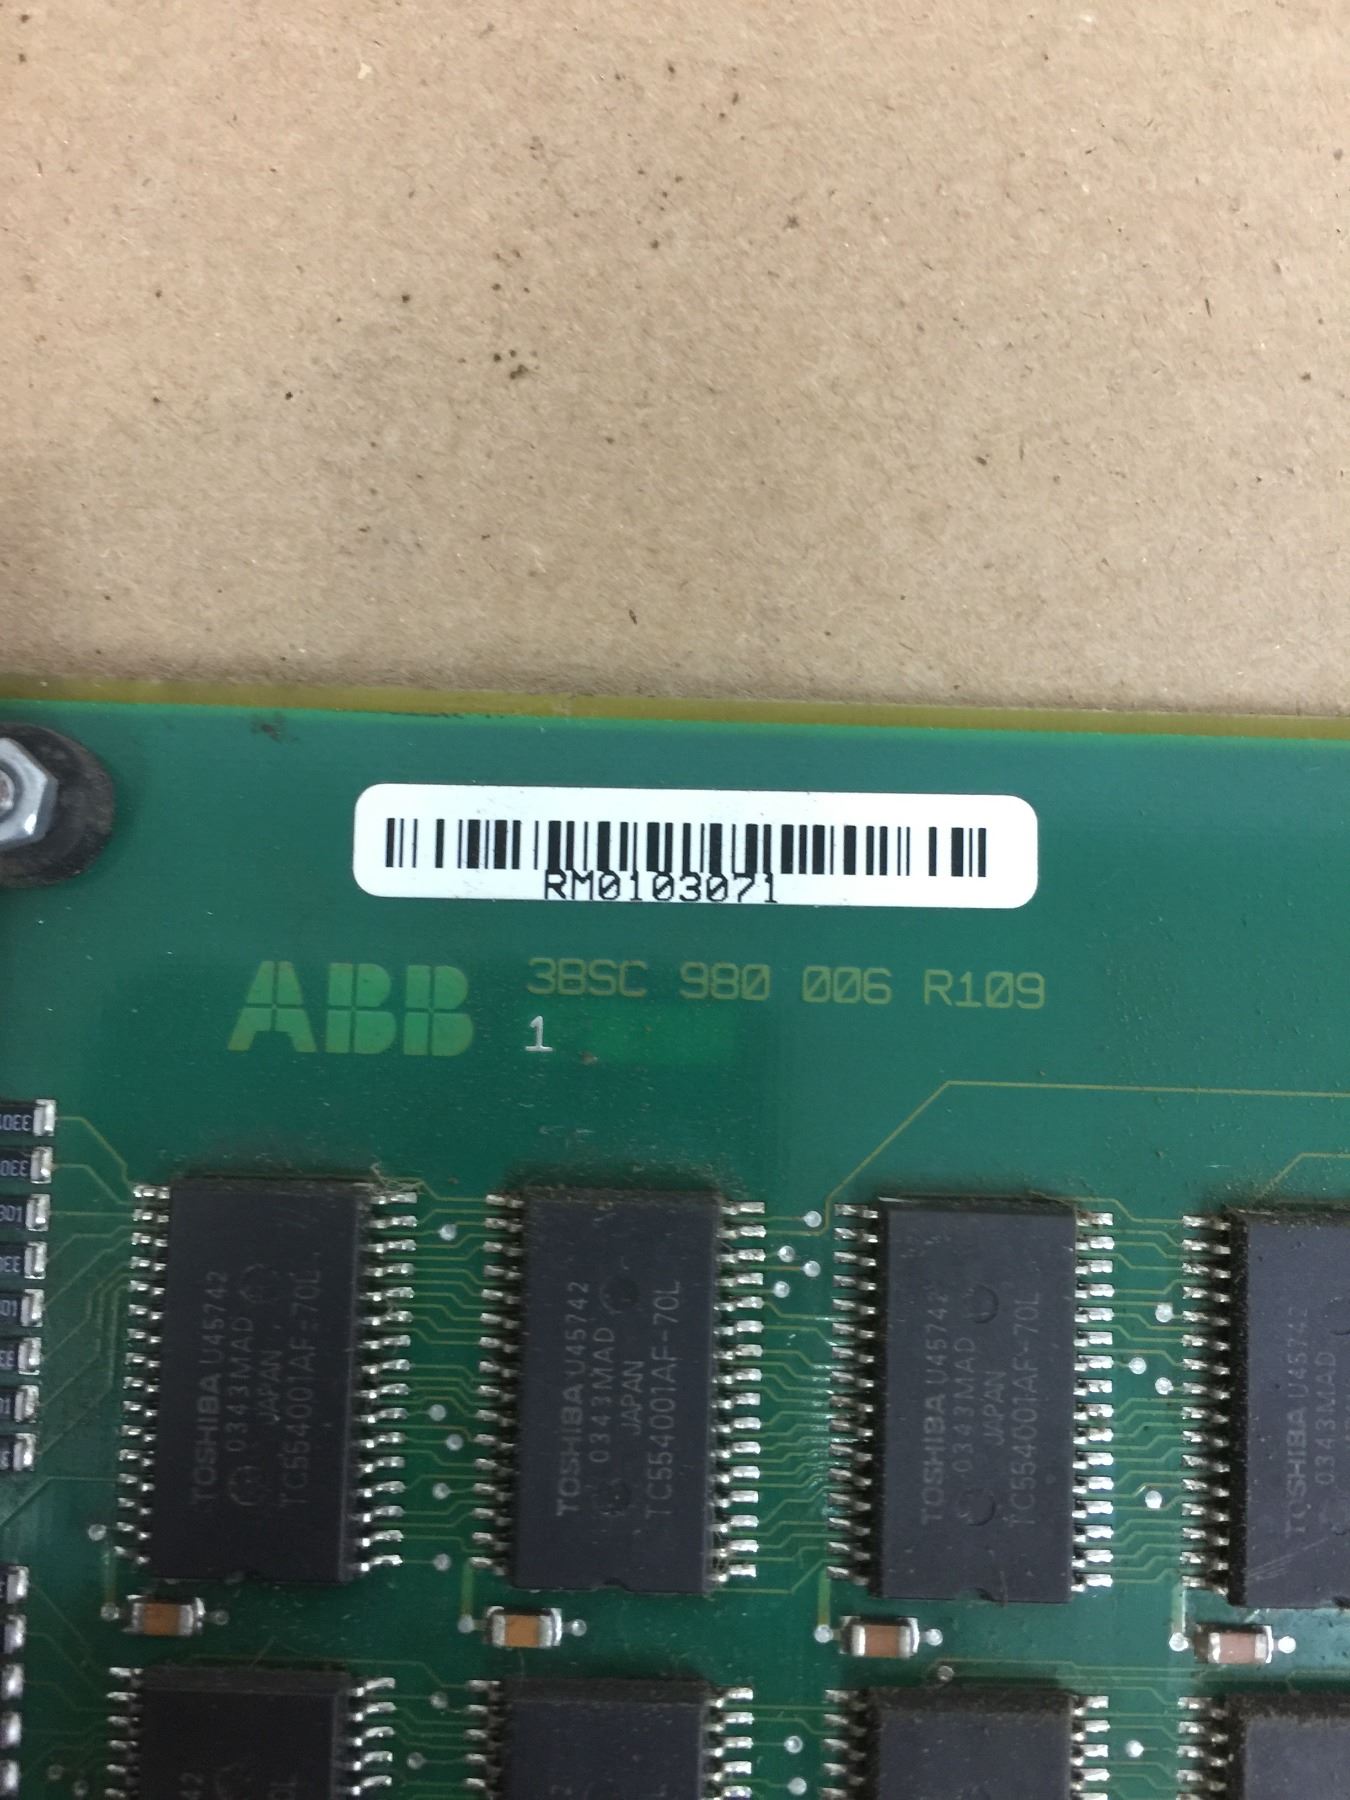 RM0103071
ABB 3BSC 980 006 R109
1
TOSHIBA U45742
0343MAD
JAPAN
TC554001AF-70L
TOSHIBA U45742
0343MAD
JAPAN
TC554001AF-70L
TOSHIBA U45742
0343MAD
JAPAN
TC554001AF-70L
TOSHIBA U45742
0343MAD